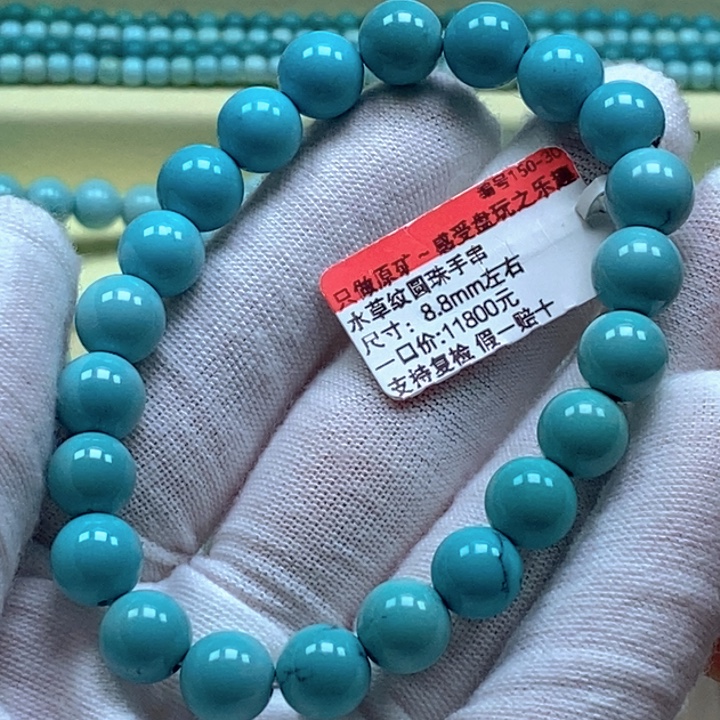 编号150-30
只做原矿~感受盘玩之乐趣
水草纹圆珠手串
尺寸：8.8mm左右
一口价:11800元
支持复检 假一赔十